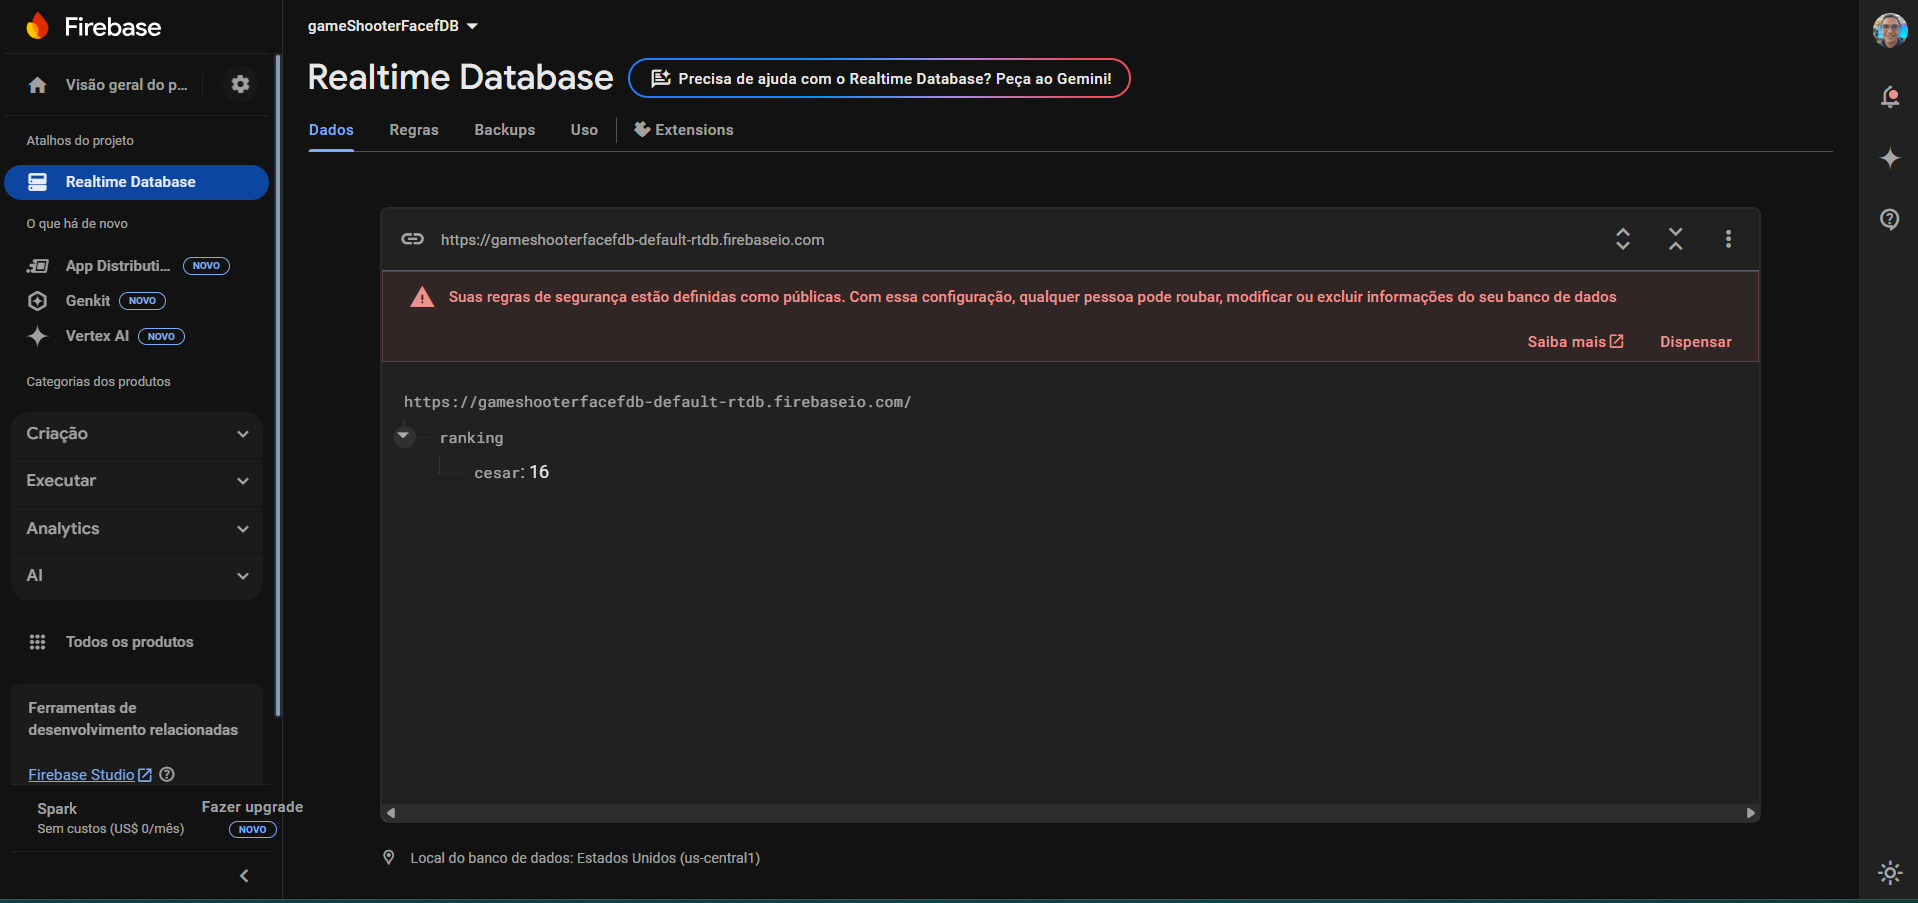 Firebase
Visão geral do p...
Atalhos do projeto
Realtime Database
O que há de novo
App Distributi... NOVO
Genkit NOVO
Vertex AI NOVO
Categorias dos produtos
Criação
Executar
Analytics
AI
Todos os produtos
Ferramentas de
desenvolvimento relacionadas
Firebase Studio
Spark
Sem custos (US$ 0/mês)
Fazer upgrade
NOVO
gameShooterFacefDB
Realtime Database
Precisa de ajuda com o Realtime Database? Peça ao Gemini!
Dados Regras Backups Uso Extensions
https://gameshooterfacefdb-default-rtdb.firebaseio.com
Suas regras de segurança estão definidas como públicas. Com essa configuração, qualquer pessoa pode roubar, modificar ou excluir informações do seu banco de dados
Saiba mais Dispensar
https://gameshooterfacefdb-default-rtdb.firebaseio.com/
ranking
cesar: 16
Local do banco de dados: Estados Unidos (us-central1)